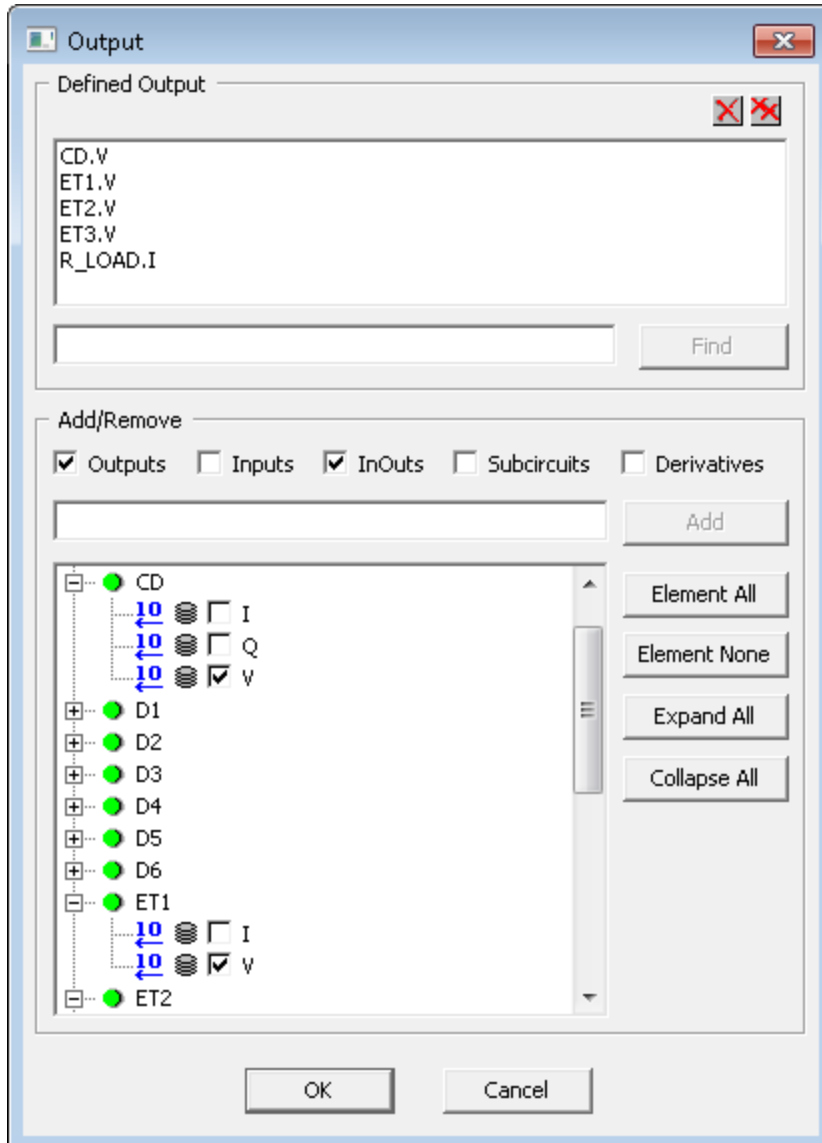 Output
Defined Output
CD.V
ET1.V
ET2.V
ET3.V
R_LOAD.I
Find
Add/Remove
Outputs Inputs InOuts Subcircuits Derivatives
Add
CD
10 I
10 Q
10 V
D1
D2
D3
D4
D5
D6
ET1
10 I
10 V
ET2
Element All
Element None
Expand All
Collapse All
OK Cancel